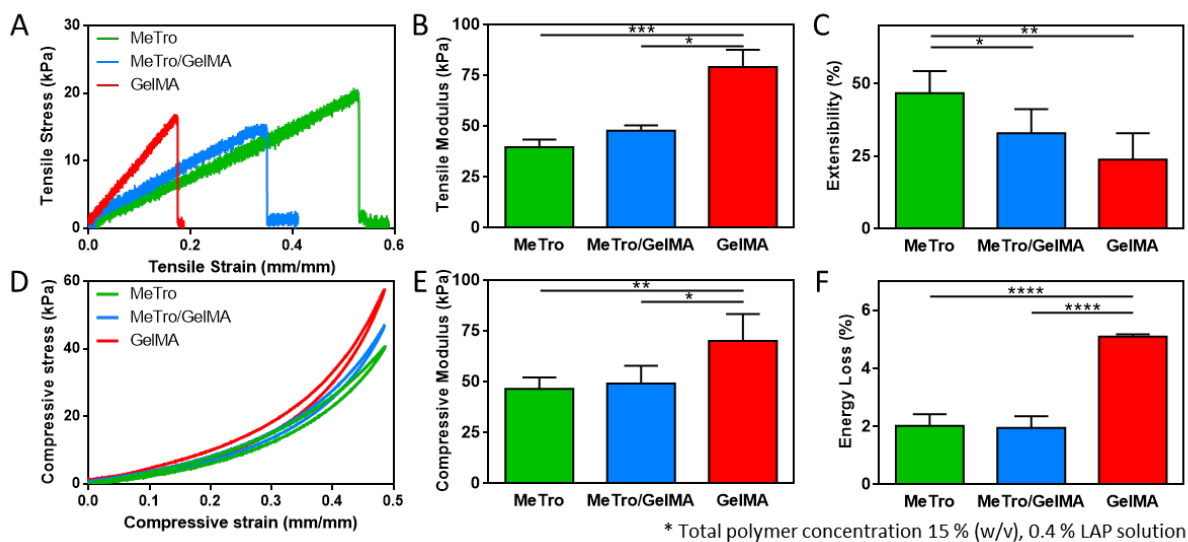 A
Tensile Stress (kPa)
30
20
10
0
MeTro
MeTro/GelMA
GelMA
0.0 0.2 0.4 0.6
Tensile Strain (mm/mm)
B
Tensile Modulus (kPa)
100
75
50
25
0
***
*
MeTro MeTro/GelMA GelMA
C
Extensibility (%)
50
25
0
**
*
MeTro MeTro/GelMA GelMA
D
Compressive stress (kPa)
60
40
20
0
MeTro
MeTro/GelMA
GelMA
0.0 0.1 0.2 0.3 0.4 0.5
Compressive strain (mm/mm)
E
Compressive Modulus (kPa)
100
75
50
25
0
**
*
MeTro MeTro/GelMA GelMA
F
Energy Loss (%)
6
4
2
0
****
****
MeTro MeTro/GelMA GelMA
* Total polymer concentration 15 % (w/v), 0.4 % LAP solution